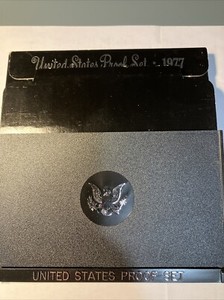 United States Proof Set - 1977
UNITED STATES PROOF SET